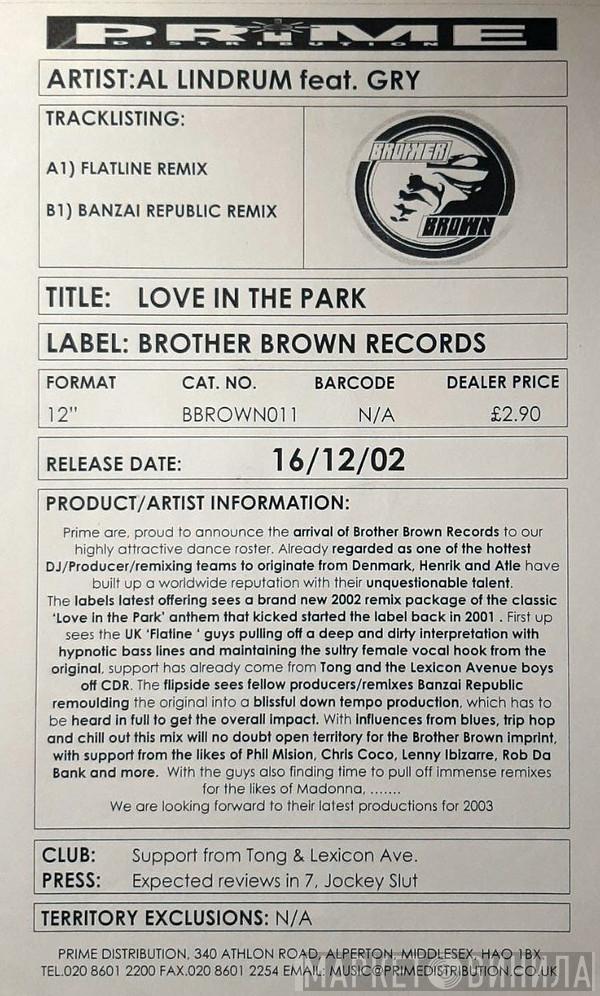 PRIME
DISTRIBUTION
ARTIST:AL LINDRUM feat. GRY
TRACKLISTING:
A1) FLATLINE REMIX
B1) BANZAI REPUBLIC REMIX
BROTHER
BROWN
TITLE: LOVE IN THE PARK
LABEL: BROTHER BROWN RECORDS
FORMAT CAT. NO. BARCODE DEALER PRICE
12" BBROWN011 N/A £2.90
RELEASE DATE: 16/12/02
PRODUCT/ARTIST INFORMATION:
Prime are, proud to announce the arrival of Brother Brown Records to our
highly attractive dance roster. Already regarded as one of the hottest
DJ/Producer/remixing teams to originate from Denmark, Henrik and Atle have
built up a worldwide reputation with their unquestionable talent.
The labels latest offering sees a brand new 2002 remix package of the classic
'Love in the Park' anthem that kicked started the label back in 2001 . First up
sees the UK 'Flatine ' guys pulling off a deep and dirty interpretation with
hypnotic bass lines and maintaining the sultry female vocal hook from the
original, support has already come from Tong and the Lexicon Avenue boys
off CDR. The flipside sees fellow producers/remixes Banzai Republic
remoulding the original into a blissful down tempo production, which has to
be heard in full to get the overall impact. With influences from blues, trip hop
and chill out this mix will no doubt open territory for the Brother Brown imprint,
with support from the likes of Phil Mision, Chris Coco, Lenny Ibizarre, Rob Da
Bank and more. With the guys also finding time to pull off immense remixes
for the likes of Madonna, .......
We are looking forward to their latest productions for 2003
CLUB: Support from Tong & Lexicon Ave.
PRESS: Expected reviews in 7, Jockey Slut
TERRITORY EXCLUSIONS: N/A
PRIME DISTRIBUTION, 340 ATHLON ROAD, ALPERTON, MIDDLESEX, HAO 1BX
TEL.020 8601 2200 FAX.020 8601 2254 EMAIL: MUSIC@PRIMEDISTRIBUTION.CO.UK
МАРКЕТ ВИНИЛА